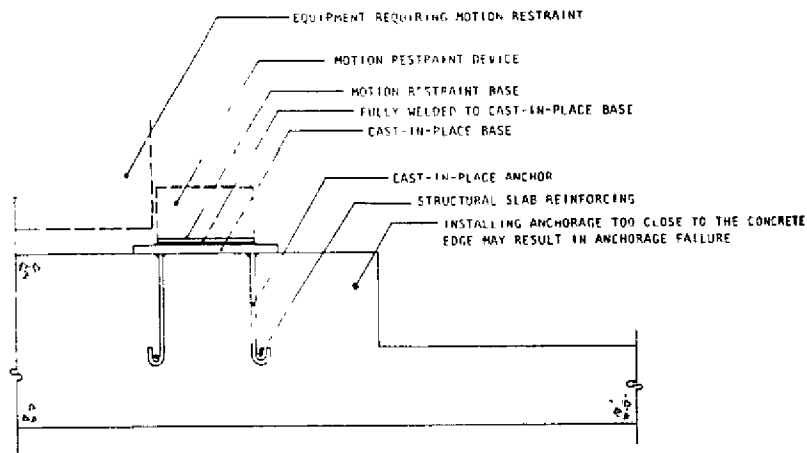 EQUIPMENT REQUIRING MOTION RESTRAINT
MOTION RESTRAINT DEVICE
MOTION RESTRAINT BASE
FULLY WELDED TO CAST-IN-PLACE BASE
CAST-IN-PLACE BASE
CAST-IN-PLACE ANCHOR
STRUCTURAL SLAB REINFORCING
INSTALLING ANCHORAGE TOO CLOSE TO THE CONCRETE
EDGE MAY RESULT IN ANCHORAGE FAILURE